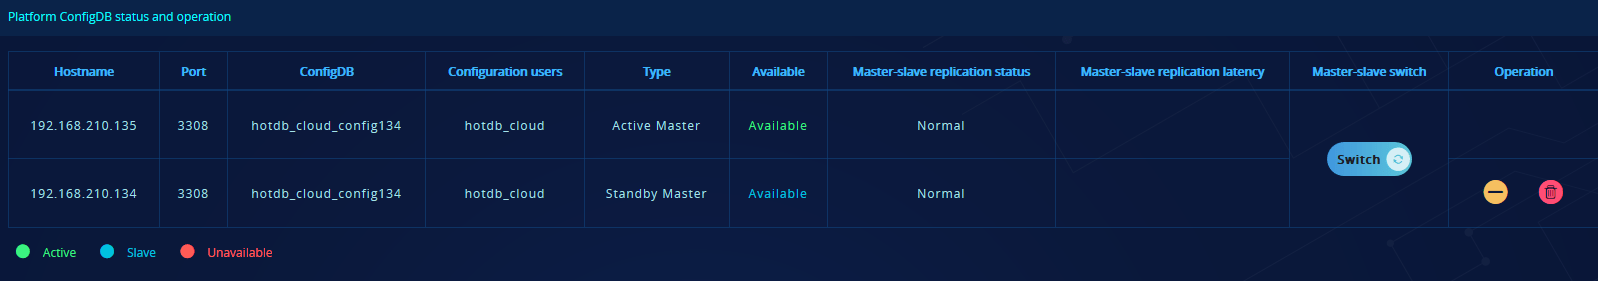 Platform ConfigDB status and operation
Hostname Port ConfigDB Configuration users Type Available Master-slave replication status Master-slave replication latency Master-slave switch Operation
192.168.210.135 3308 hotdb_cloud_config134 hotdb_cloud Active Master Available Normal
Switch
192.168.210.134 3308 hotdb_cloud_config134 hotdb_cloud Standby Master Available Normal
Active Slave Unavailable